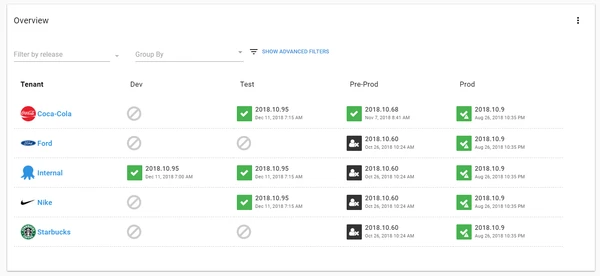 Overview
Filter by release
Group By
SHOW ADVANCED FILTERS
Tenant Dev Test Pre-Prod Prod
Coca-Cola 2018.10.95 2018.10.68 2018.10.9
Dec 11, 2018 7:15 AM Nov 7, 2018 8:41 AM Aug 26, 2018 10:35 PM
Ford 2018.10.60 2018.10.9
Oct 26, 2018 10:24 AM Aug 26, 2018 10:35 PM
Internal 2018.10.95 2018.10.95 2018.10.60 2018.10.9
Dec 11, 2018 7:00 AM Dec 11, 2018 7:15 AM Oct 26, 2018 10:24 AM Aug 26, 2018 10:35 PM
Nike 2018.10.95 2018.10.60 2018.10.9
Dec 11, 2018 7:15 AM Oct 26, 2018 10:24 AM Aug 26, 2018 10:35 PM
Starbucks 2018.10.60 2018.10.9
Oct 26, 2018 10:24 AM Aug 26, 2018 10:35 PM